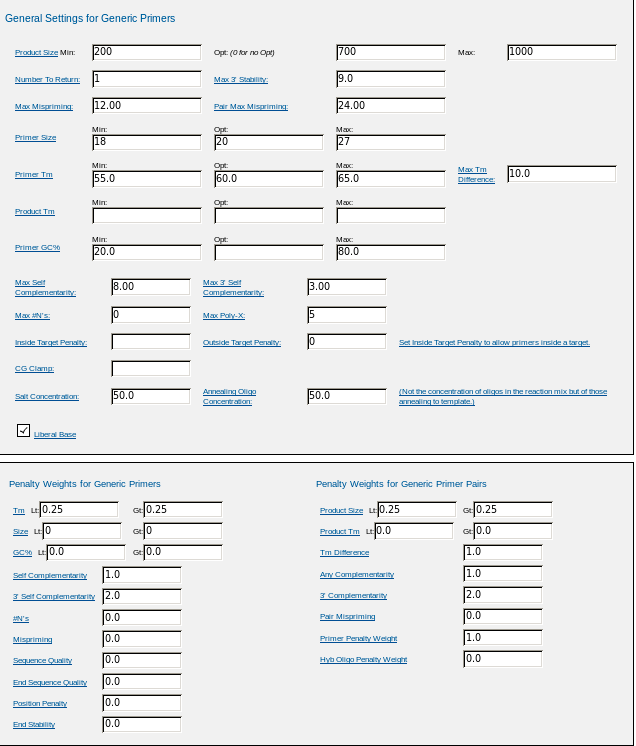 General Settings for Generic Primers
Product Size Min: 200 Opt: (0 for no Opt) 700 Max: 1000
Number To Return: 1 Max 3' Stability: 9.0
Max Mispriming: 12.00 Pair Max Mispriming: 24.00
Min: Opt: Max:
Primer Size 18 20 27
Min: Opt: Max:
Primer Tm 55.0 60.0 65.0 Max Tm Difference: 10.0
Min: Opt: Max:
Product Tm
Min: Opt: Max:
Primer GC% 20.0 80.0
Max Self Complementarity: 8.00 Max 3' Self Complementarity: 3.00
Max #N's: 0 Max Poly-X: 5
Inside Target Penalty: Outside Target Penalty: 0 Set Inside Target Penalty to allow primers inside a target.
CG Clamp:
Salt Concentration: 50.0 Annealing Oligo Concentration: 50.0 (Not the concentration of oligos in the reaction mix but of those annealing to template.)
Liberal Base
Penalty Weights for Generic Primers
Tm Lt: 0.25 Gt: 0.25
Size Lt: 0 Gt: 0
GC% Lt: 0.0 Gt: 0.0
Self Complementarity 1.0
3' Self Complementarity 2.0
#N's 0.0
Mispriming 0.0
Sequence Quality 0.0
End Sequence Quality 0.0
Position Penalty 0.0
End Stability 0.0
Penalty Weights for Generic Primer Pairs
Product Size Lt: 0.25 Gt: 0.25
Product Tm Lt: 0.0 Gt: 0.0
Tm Difference 1.0
Any Complementarity 1.0
3' Complementarity 2.0
Pair Mispriming 0.0
Primer Penalty Weight 1.0
Hyb Oligo Penalty Weight 0.0